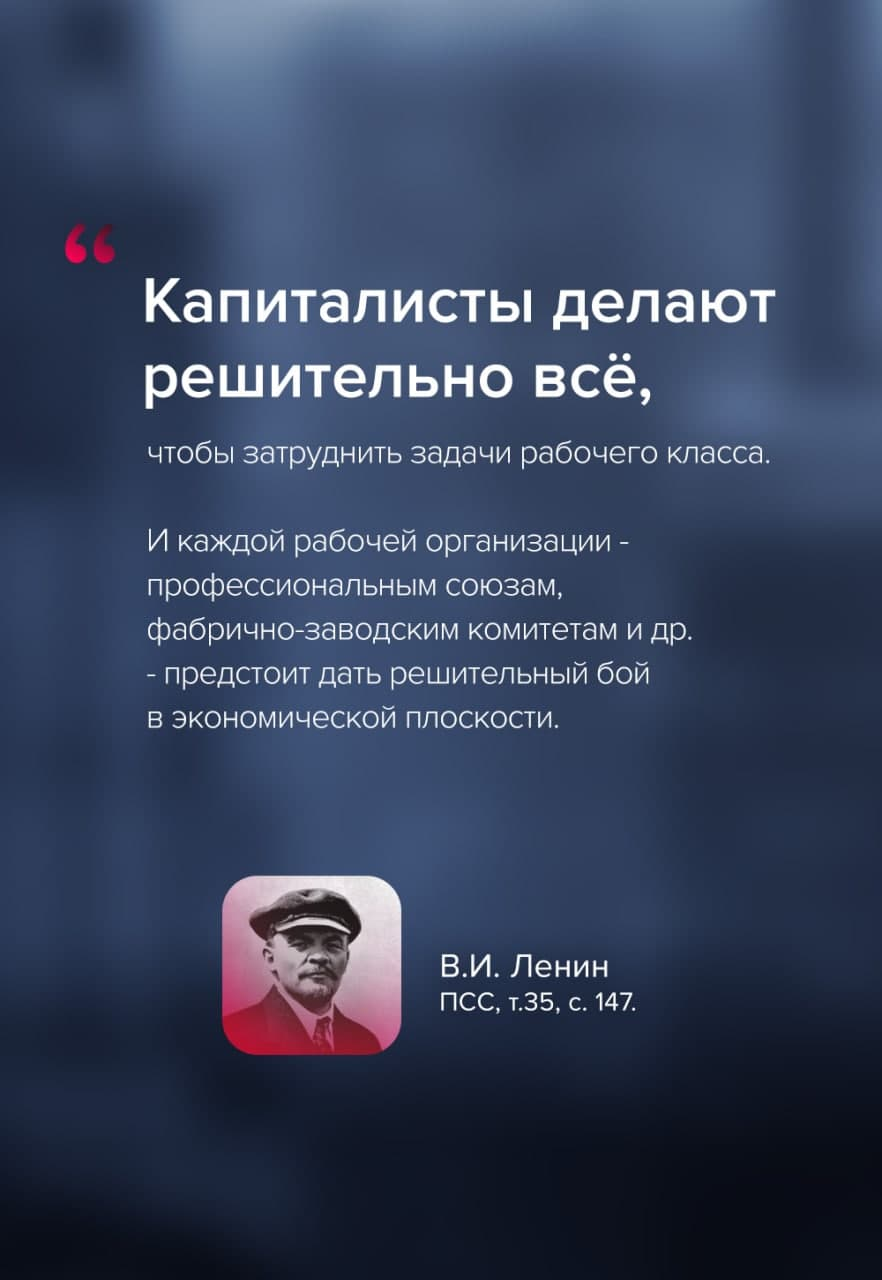 “
Капиталисты делают
решительно всё,
чтобы затруднить задачи рабочего класса.
И каждой рабочей организации -
профессиональным союзам,
фабрично-заводским комитетам и др.
- предстоит дать решительный бой
в экономической плоскости.
В.И. Ленин
ПСС, т.35, с. 147.